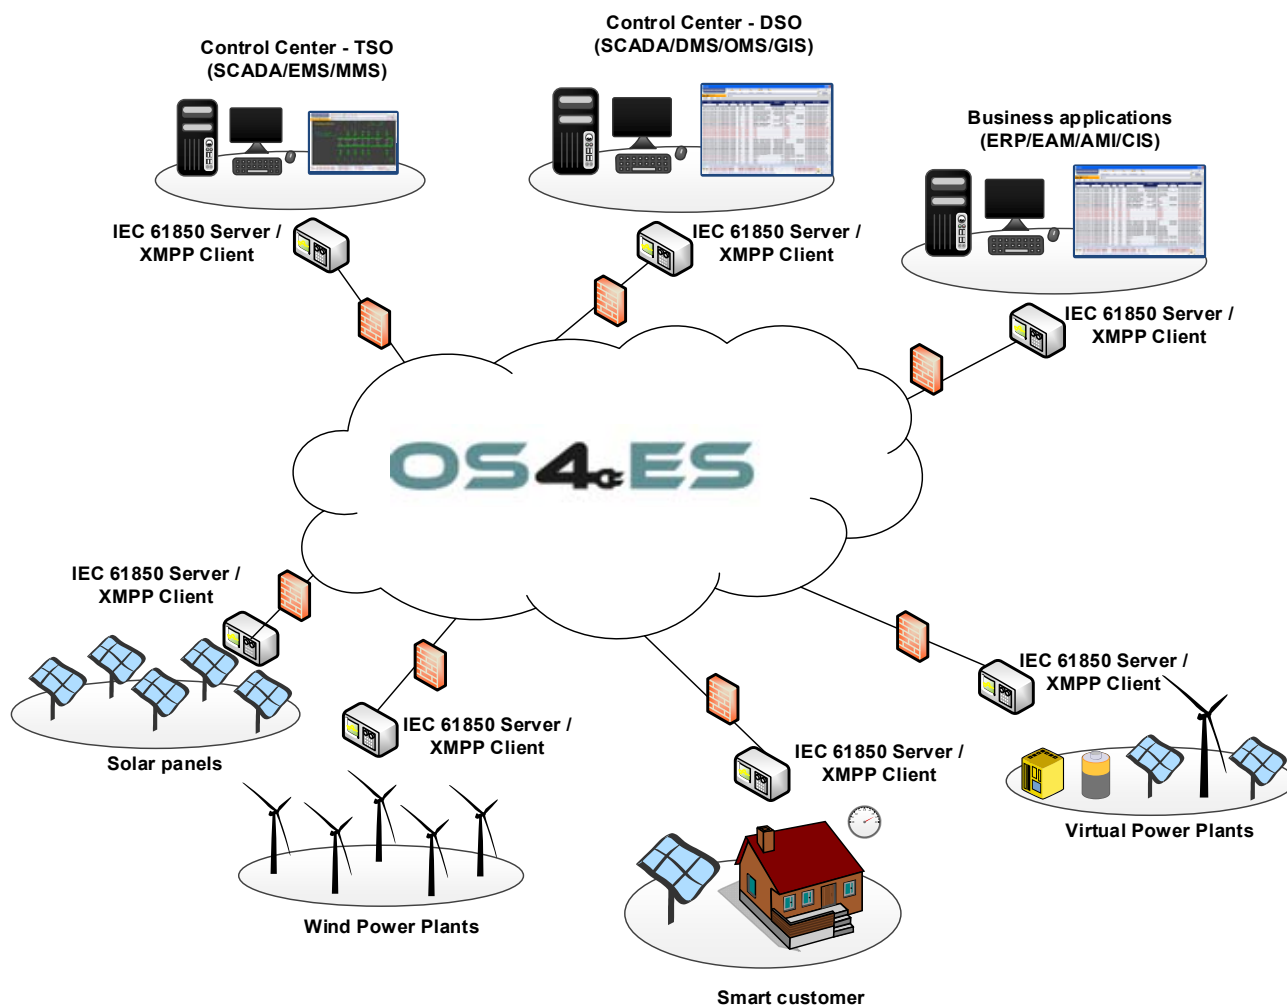 Control Center - TSO
(SCADA/EMS/MMS)
Control Center - DSO
(SCADA/DMS/OMS/GIS)
Business applications
(ERP/EAM/AMI/CIS)
IEC 61850 Server /
XMPP Client
IEC 61850 Server /
XMPP Client
IEC 61850 Server /
XMPP Client
OS4ES
IEC 61850 Server /
XMPP Client
Solar panels
IEC 61850 Server /
XMPP Client
Wind Power Plants
IEC 61850 Server /
XMPP Client
Smart customer
IEC 61850 Server /
XMPP Client
Virtual Power Plants